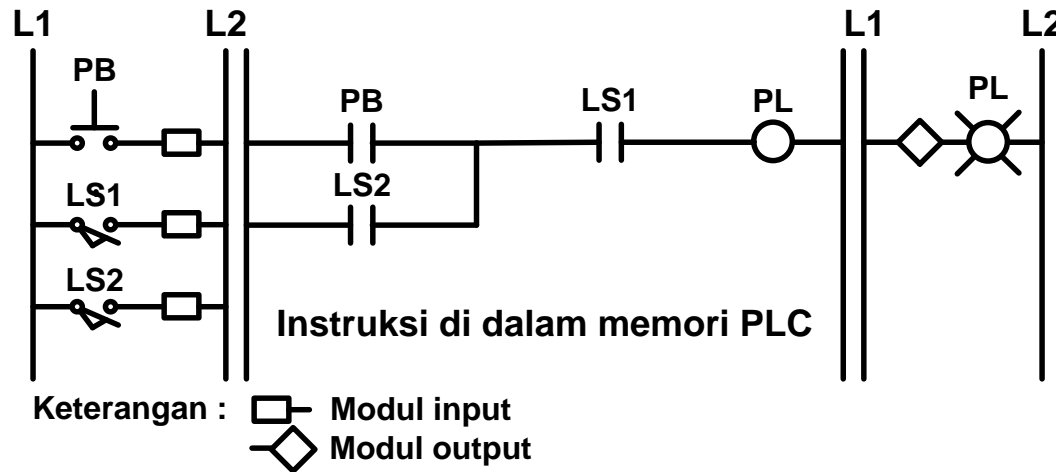 L1
L2
L1
L2
PB
PB
LS1
PL
PL
LS1
LS2
LS2
Instruksi di dalam memori PLC
Keterangan :
Modul input
Modul output